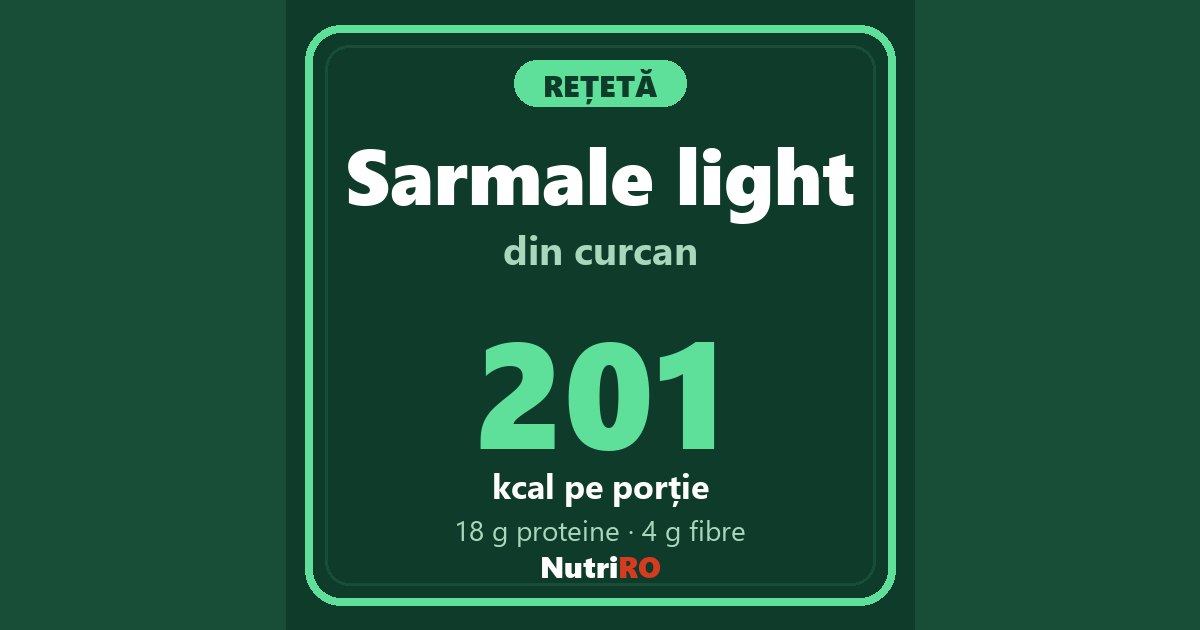 REȚETĂ
Sarmale light
din curcan
201
kcal pe porție
18 g proteine · 4 g fibre
NutriRO